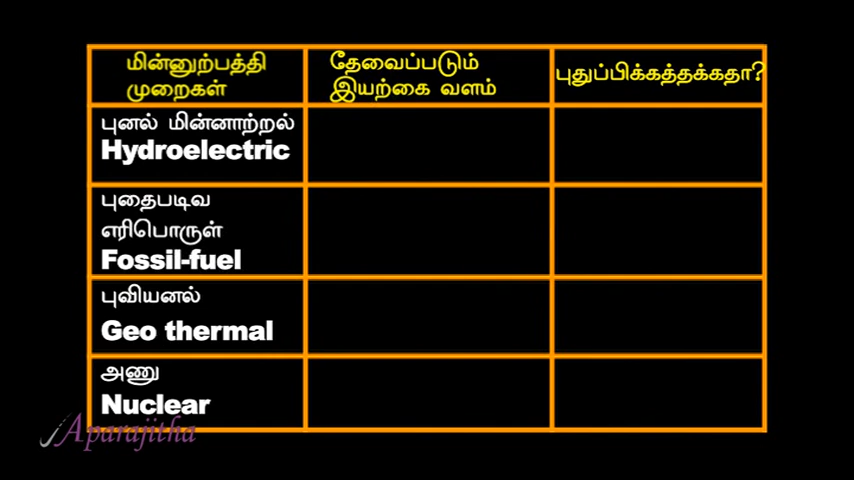 மின்னுற்பத்தி
முறைகள்
தேவைப்படும்
இயற்கை வளம்
புதுப்பிக்கத்தக்கதா?
புனல் மின்னாற்றல்
Hydroelectric
புதைபடிவ
எரிபொருள்
Fossil-fuel
புவியனல்
Geo thermal
அணு
Nuclear
Aparajitha